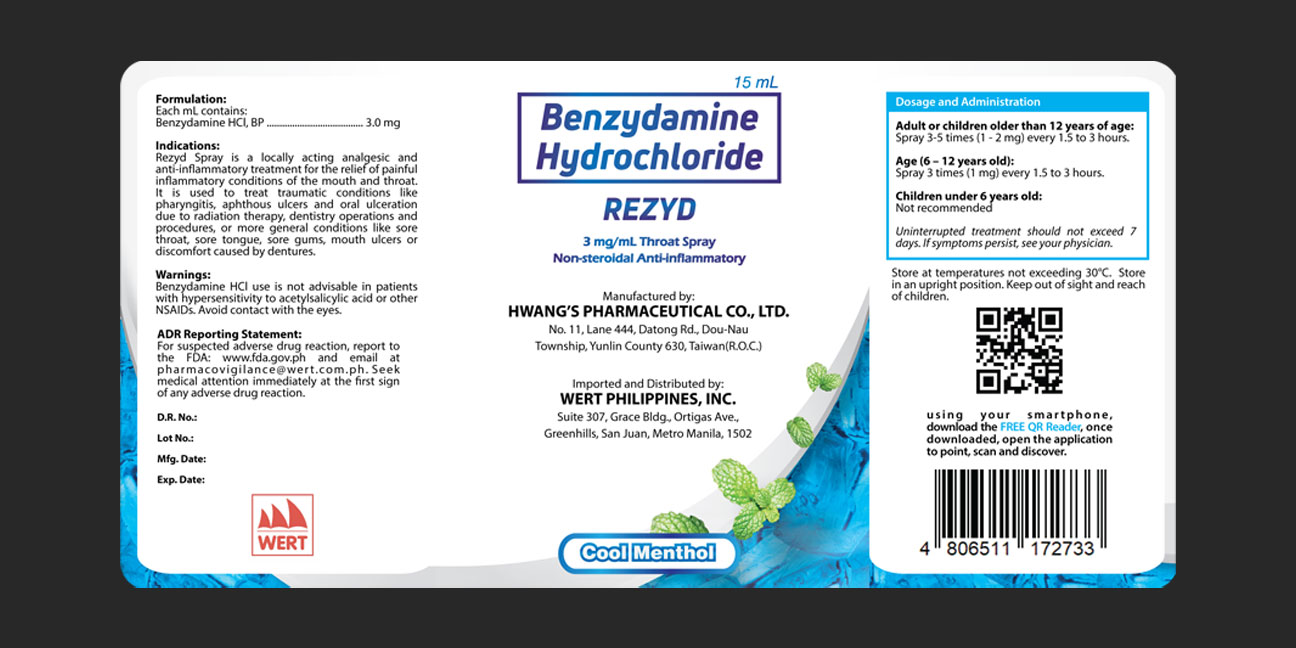 Formulation:
Each mL contains:
Benzydamine HCl, BP ...................................... 3.0 mg
Indications:
Rezyd Spray is a locally acting analgesic and
anti-inflammatory treatment for the relief of painful
inflammatory conditions of the mouth and throat.
It is used to treat traumatic conditions like
pharyngitis, aphthous ulcers and oral ulceration
due to radiation therapy, dentistry operations and
procedures, or more general conditions like sore
throat, sore tongue, sore gums, mouth ulcers or
discomfort caused by dentures.
Warnings:
Benzydamine HCl use is not advisable in patients
with hypersensitivity to acetylsalicylic acid or other
NSAIDs. Avoid contact with the eyes.
ADR Reporting Statement:
For suspected adverse drug reaction, report to
the FDA: www.fda.gov.ph and email at
pharmacovigilance@wert.com.ph. Seek
medical attention immediately at the first sign
of any adverse drug reaction.
D.R. No.:
Lot No.:
Mfg. Date:
Exp. Date:
WERT
15 mL
Benzydamine
Hydrochloride
REZYD
3 mg/mL Throat Spray
Non-steroidal Anti-inflammatory
Manufactured by:
HWANG'S PHARMACEUTICAL CO., LTD.
No. 11, Lane 444, Datong Rd., Dou-Nau
Township, Yunlin County 630, Taiwan(R.O.C.)
Imported and Distributed by:
WERT PHILIPPINES, INC.
Suite 307, Grace Bldg., Ortigas Ave.,
Greenhills, San Juan, Metro Manila, 1502
Cool Menthol
Dosage and Administration
Adult or children older than 12 years of age:
Spray 3-5 times (1 - 2 mg) every 1.5 to 3 hours.
Age (6 – 12 years old):
Spray 3 times (1 mg) every 1.5 to 3 hours.
Children under 6 years old:
Not recommended
Uninterrupted treatment should not exceed 7
days. If symptoms persist, see your physician.
Store at temperatures not exceeding 30°C. Store
in an upright position. Keep out of sight and reach
of children.
using your smartphone,
download the FREE QR Reader, once
downloaded, open the application
to point, scan and discover.
4 806511 172733